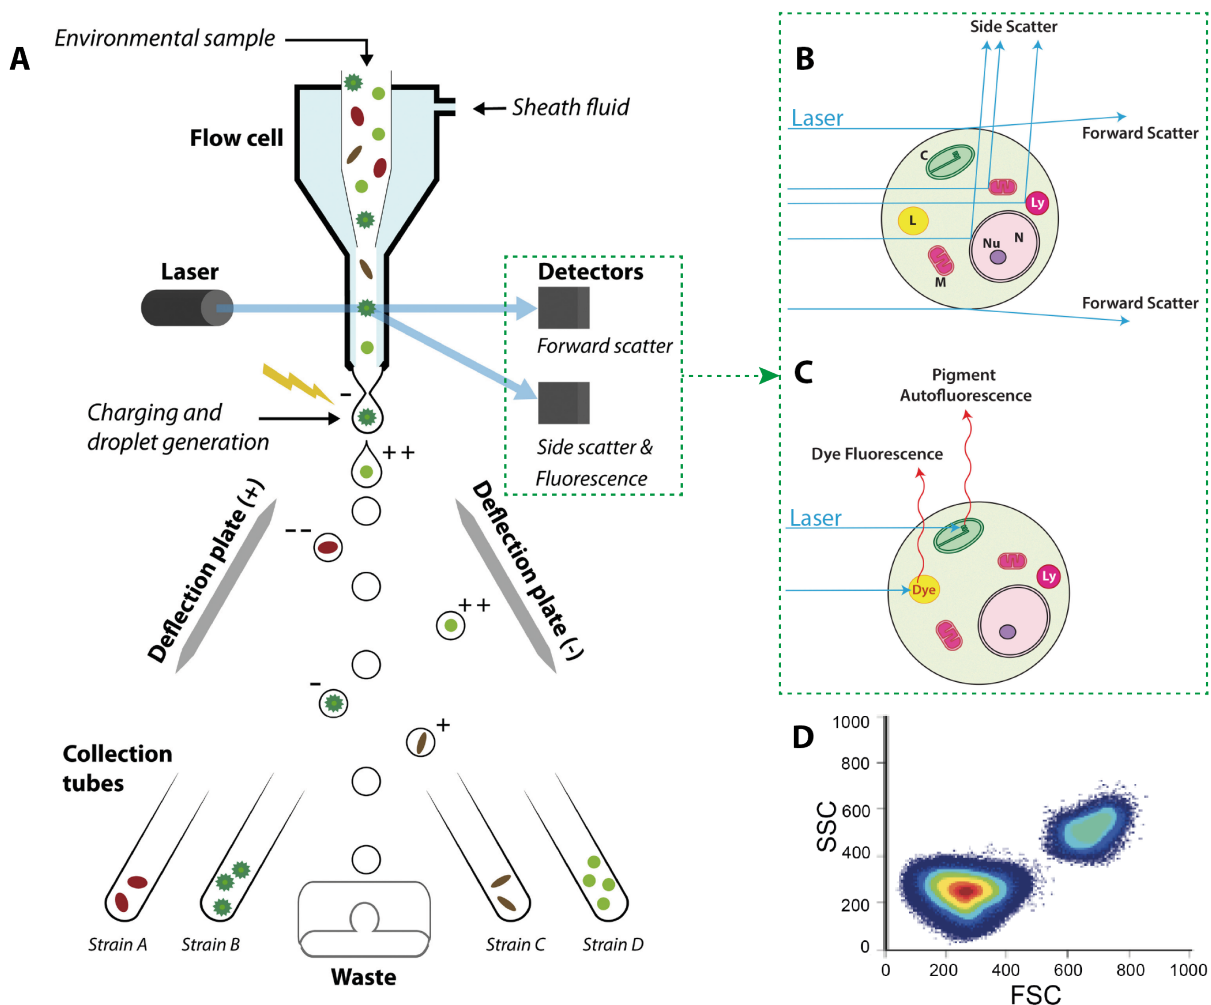 A
Environmental sample
Sheath fluid
Flow cell
Laser
Detectors
Forward scatter
Side scatter &
Fluorescence
-
Charging and
droplet generation
++
Deflection plate (+)
Deflection plate (-)
--
++
-
+
Collection
tubes
Strain A
Strain B
Strain C
Strain D
Waste
B
Side Scatter
Laser
Forward Scatter
C
Ly
L
Nu
N
M
Forward Scatter
C
Pigment
Autofluorescence
Dye Fluorescence
Laser
Ly
Dye
D
1000
800
600
400
200
0
SSC
0
200
400
600
800
1000
FSC